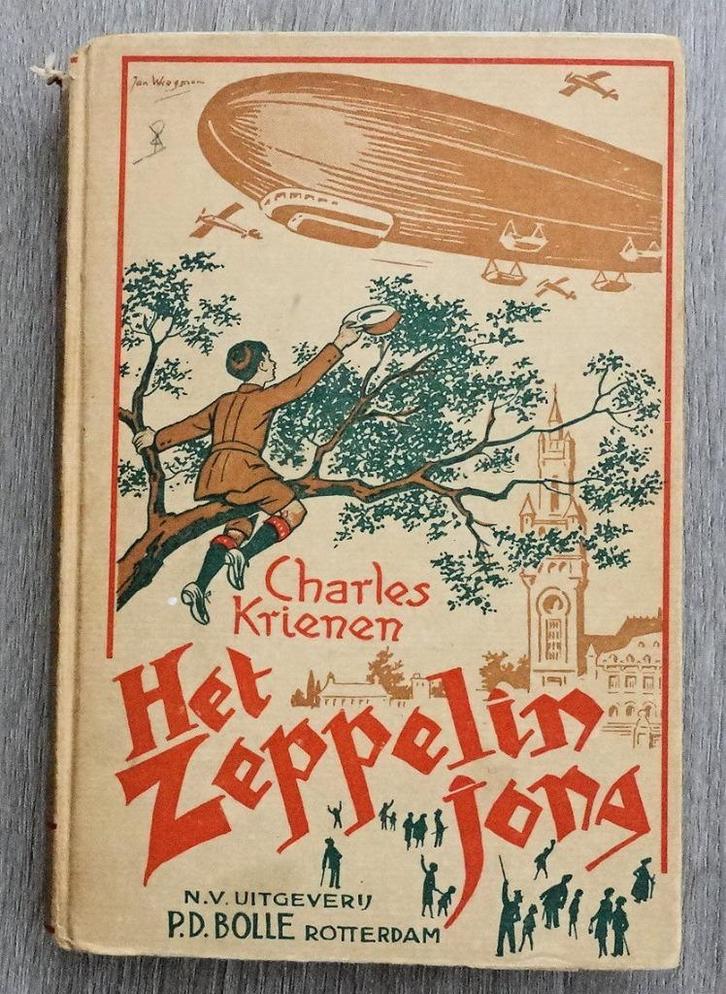 Jan Wiegman
Charles
Krienen
Het
Zeppelin
jong
N.V. UITGEVERIJ
P.D. BOLLE ROTTERDAM